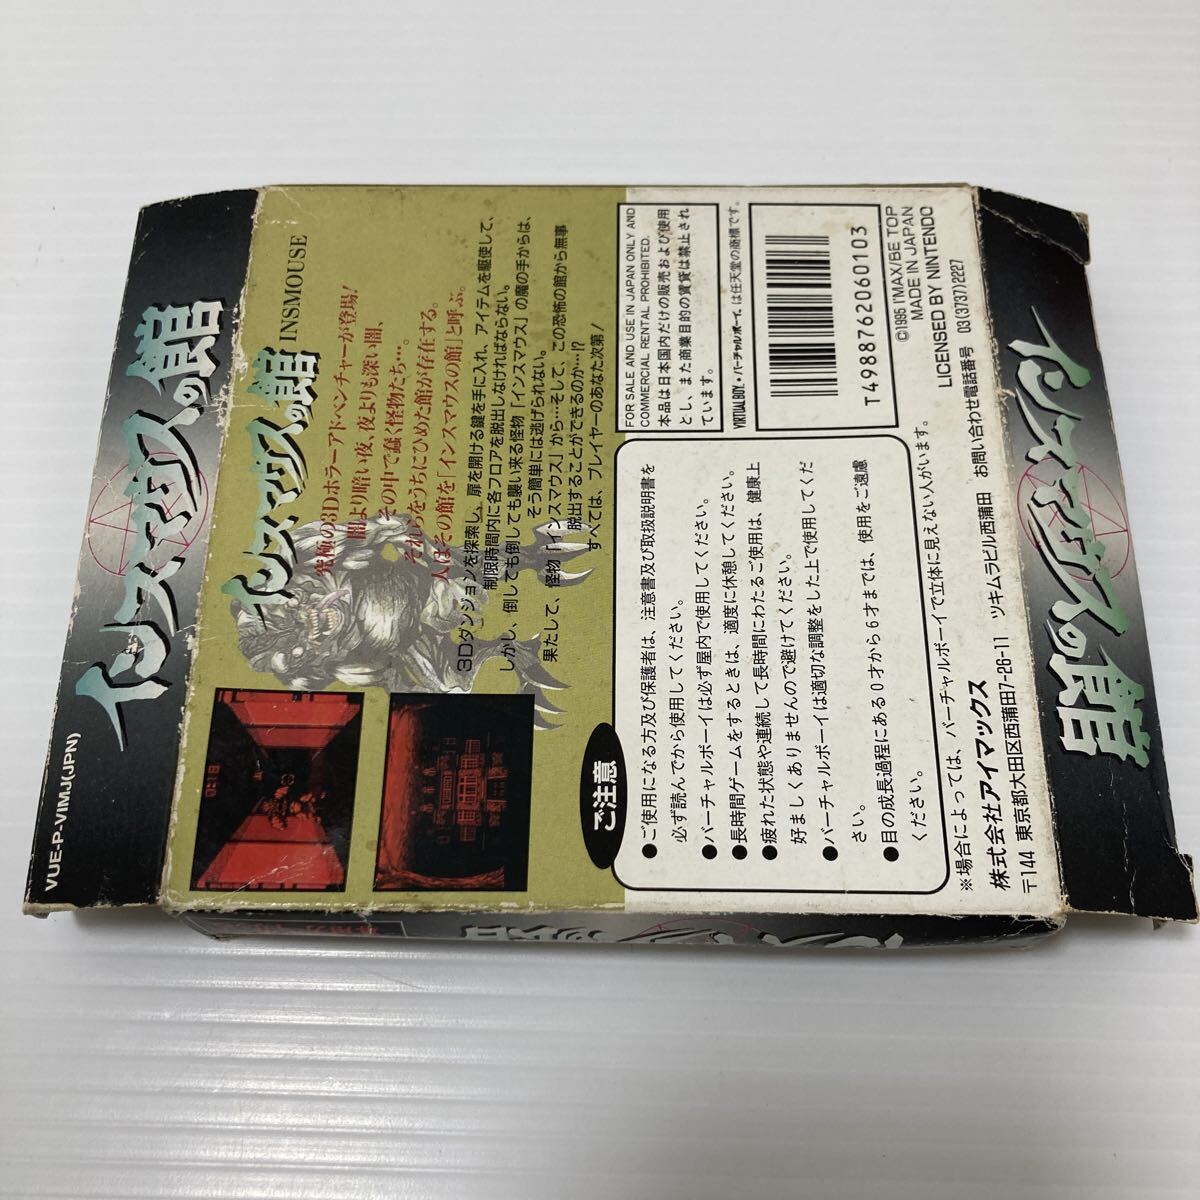 インスマウスの館
VUE-P-VIMJ(JPN)
インスマウスの館 INSMOUSE
究極の3Dホラーアドベンチャーが登場!
闇より暗い夜、夜よりも深い闇、
その中で蠢く怪物たち…。
それらをうちにひめた館が存在する。
人はその館を「インスマウスの館」と呼ぶ。
3Dダンジョンを探索し、扉を開ける鍵を手に入れ、アイテムを駆使して、
制限時間内に各フロアを脱出しなければならない。
しかし、倒しても倒しても襲い来る怪物「インスマウス」の魔の手からは、
そう簡単には逃げられない。
果たして、怪物「インスマウス」から…そして、この恐怖の館から無事
脱出することができるのか…!?
すべては、プレイヤーのあなた次第!
0:18
FOR SALE AND USE IN JAPAN ONLY AND
COMMERCIAL RENTAL PROHIBITED.
本品は日本国内だけの販売および使用
とし、また商業目的の賃貸は禁止され
ています。
VIRTUAL BOY・バーチャルボーイ は任天堂の商標です。
T4988762060103
©1995 I'MAX/BE TOP
MADE IN JAPAN
LICENSED BY NINTENDO
ご注意
●ご使用になる方及び保護者は、注意書及び取扱説明書を
必ず読んでから使用してください。
●バーチャルボーイは必ず屋内で使用してください。
●長時間ゲームをするときは、適度に休憩してください。
●疲れた状態や連続して長時間にわたるご使用は、健康上
好ましくありませんので避けてください。
●バーチャルボーイは適切な調整をした上で使用してくだ
さい。
●目の成長過程にある0才から6才までは、使用をご遠慮
ください。
※場合によっては、バーチャルボーイで立体に見えない人がいます。
株式会社アイマックス
〒144 東京都大田区西蒲田7-26-11 ツキムラビル西蒲田 お問い合わせ電話番号 03(3737)2227
インスマウスの館